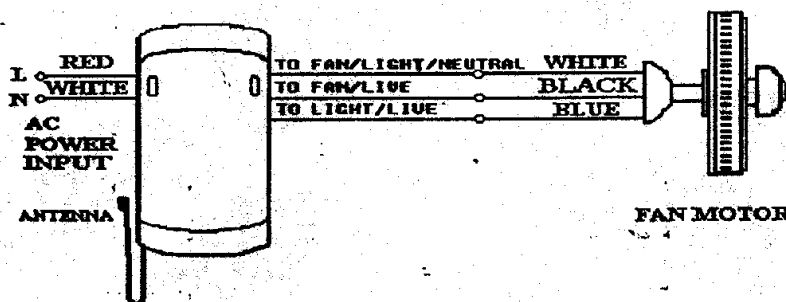 L RED
N WHITE
AC
POWER
INPUT
ANTENNA
TO FAN/LIGHT/NEUTRAL WHITE
TO FAN/LIVE BLACK
TO LIGHT/LIVE BLUE
FAN MOTOR